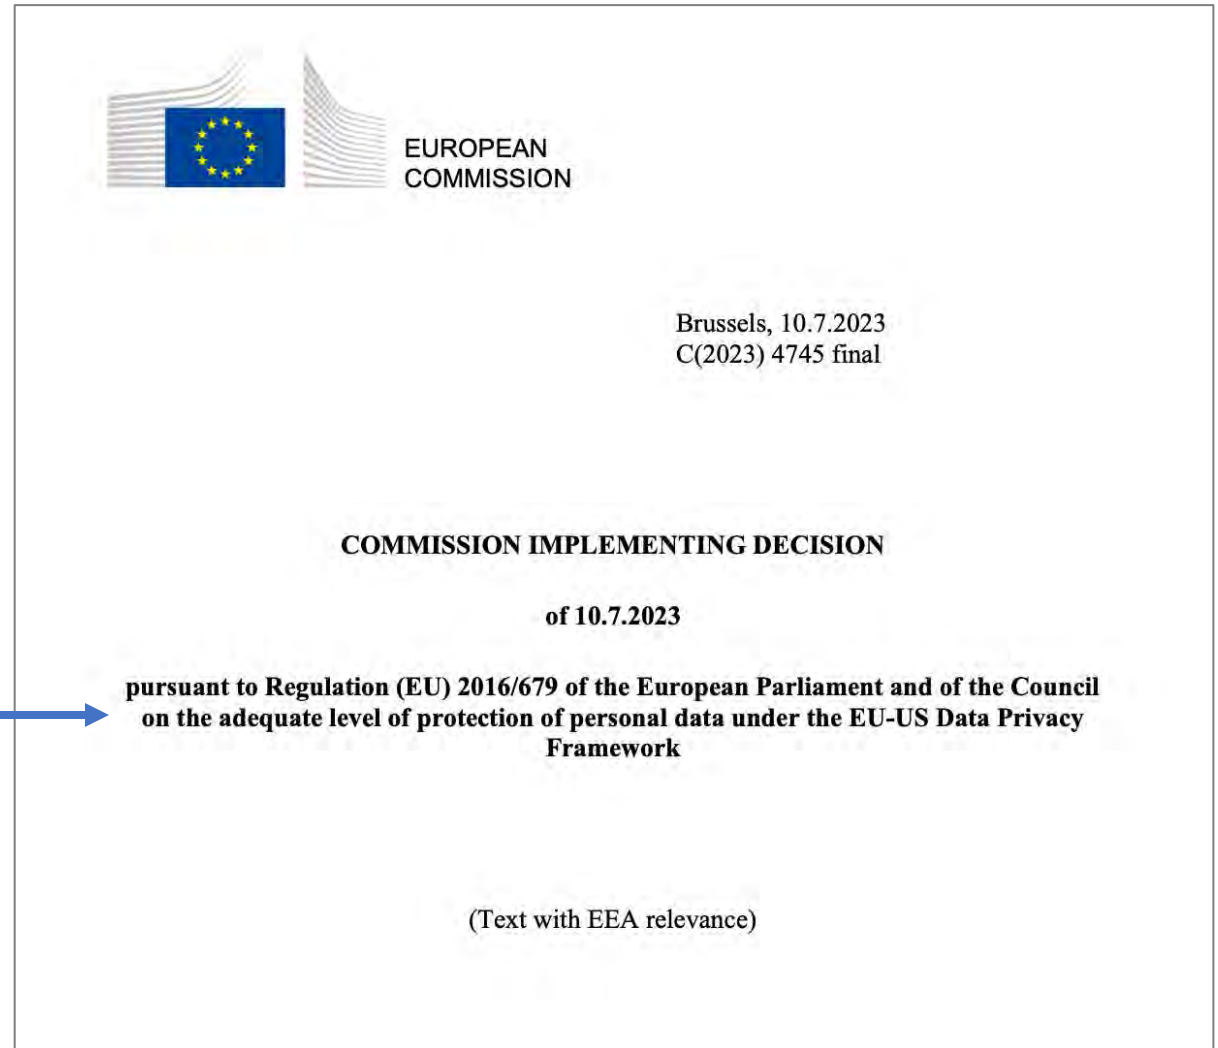 EUROPEAN
COMMISSION
Brussels, 10.7.2023
C(2023) 4745 final
COMMISSION IMPLEMENTING DECISION
of 10.7.2023
pursuant to Regulation (EU) 2016/679 of the European Parliament and of the Council
on the adequate level of protection of personal data under the EU-US Data Privacy
Framework
(Text with EEA relevance)